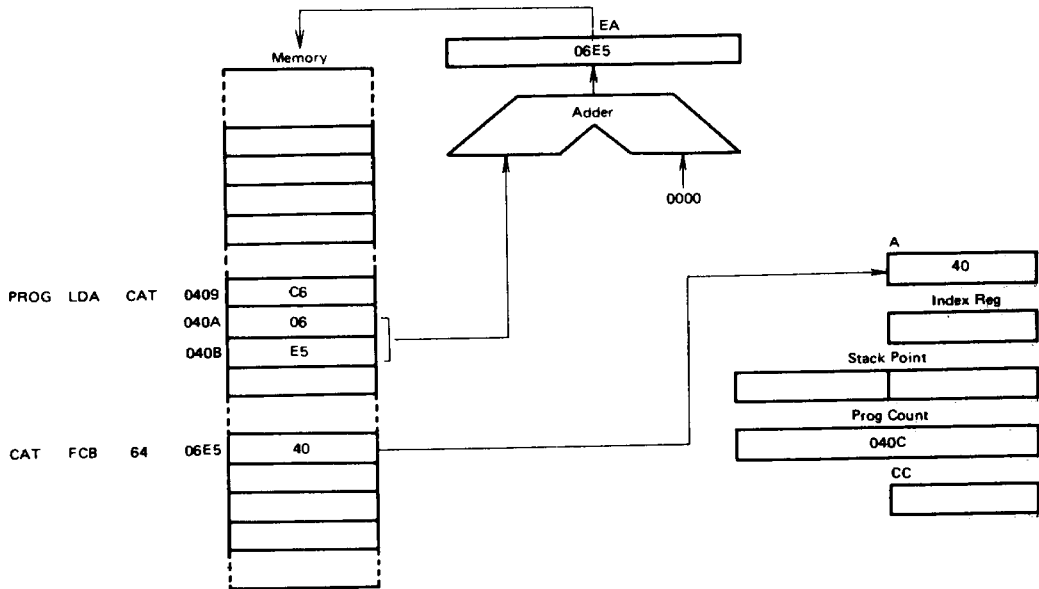 EA
06E5
Memory
Adder
0000
A
40
PROG LDA CAT 0409 C6
Index Reg
040A 06
040B E5
Stack Point
Prog Count
040C
CAT FCB 64 06E5 40
CC